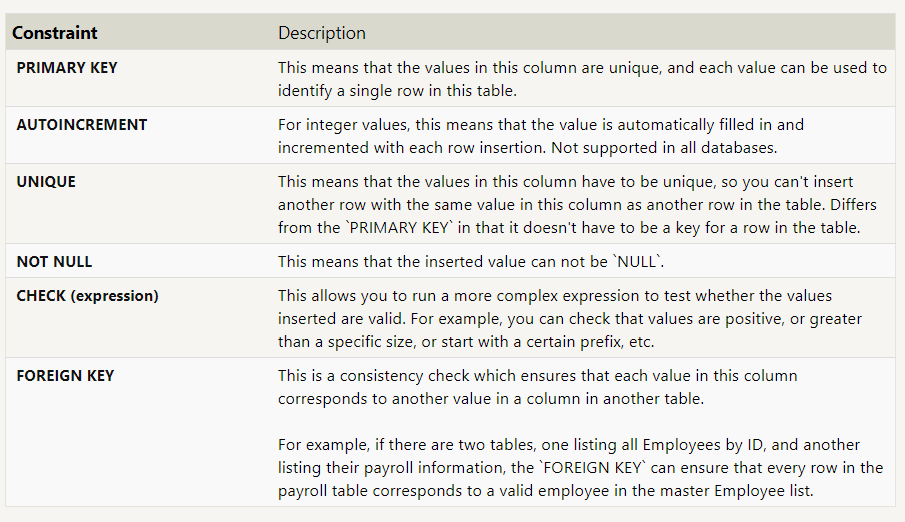 Constraint Description
PRIMARY KEY This means that the values in this column are unique, and each value can be used to
identify a single row in this table.
AUTOINCREMENT For integer values, this means that the value is automatically filled in and
incremented with each row insertion. Not supported in all databases.
UNIQUE This means that the values in this column have to be unique, so you can't insert
another row with the same value in this column as another row in the table. Differs
from the `PRIMARY KEY` in that it doesn't have to be a key for a row in the table.
NOT NULL This means that the inserted value can not be `NULL`.
CHECK (expression) This allows you to run a more complex expression to test whether the values
inserted are valid. For example, you can check that values are positive, or greater
than a specific size, or start with a certain prefix, etc.
FOREIGN KEY This is a consistency check which ensures that each value in this column
corresponds to another value in a column in another table.
For example, if there are two tables, one listing all Employees by ID, and another
listing their payroll information, the `FOREIGN KEY` can ensure that every row in the
payroll table corresponds to a valid employee in the master Employee list.